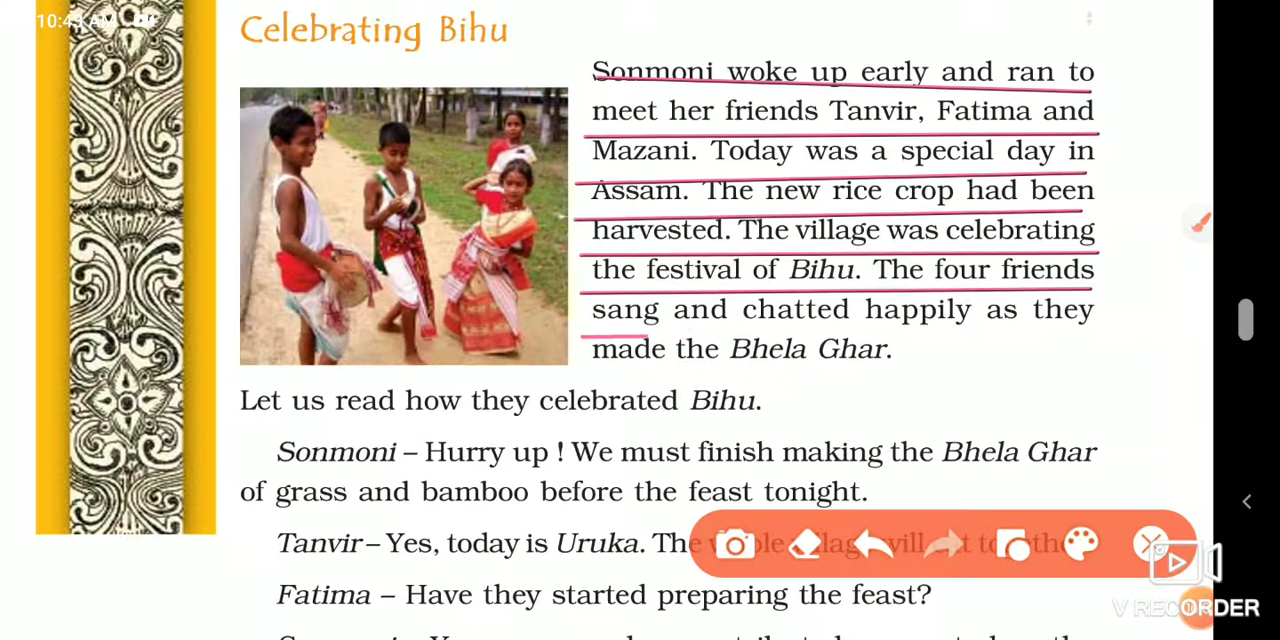 10:43 AM
Celebrating Bihu
Sonmoni woke up early and ran to
meet her friends Tanvir, Fatima and
Mazani. Today was a special day in
Assam. The new rice crop had been
harvested. The village was celebrating
the festival of Bihu. The four friends
sang and chatted happily as they
made the Bhela Ghar.
Let us read how they celebrated Bihu.
Sonmoni – Hurry up ! We must finish making the Bhela Ghar
of grass and bamboo before the feast tonight.
Tanvir – Yes, today is Uruka. The
Fatima – Have they started preparing the feast?
V RECORDER